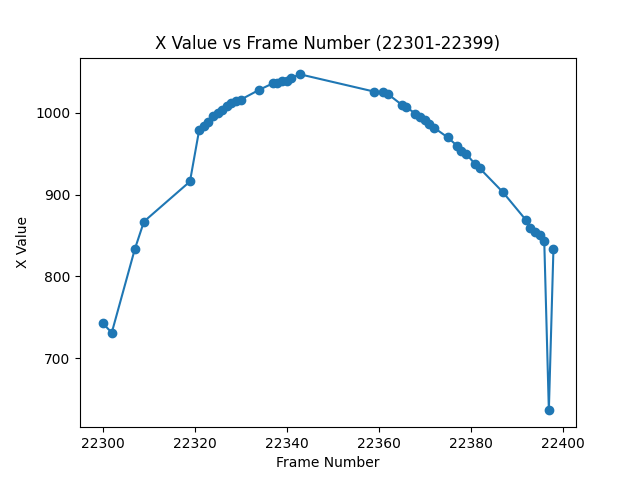 X Value vs Frame Number (22301-22399)
1000
900
800
700
X Value
22300 22320 22340 22360 22380 22400
Frame Number